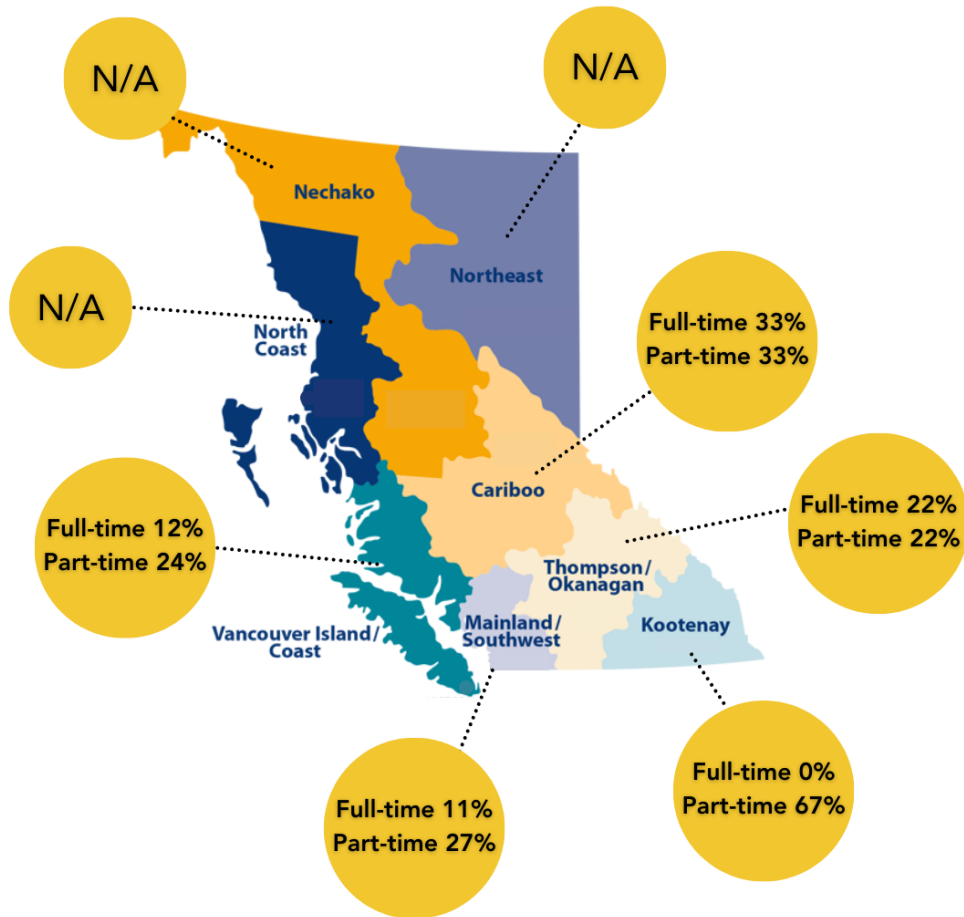 N/A
N/A
Nechako
Northeast
N/A
North
Coast
Full-time 33%
Part-time 33%
Cariboo
Full-time 12%
Part-time 24%
Full-time 22%
Part-time 22%
Thompson/
Okanagan
Vancouver Island/
Coast
Mainland/
Southwest
Kootenay
Full-time 11%
Part-time 27%
Full-time 0%
Part-time 67%